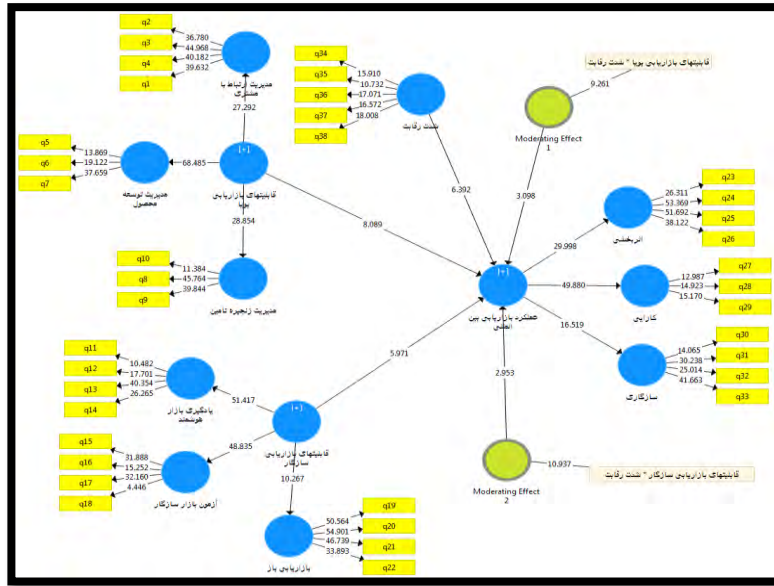 q2
q3
q4
q1
36.780
44.968
40.182
39.632
مدیریت ارتباط با
مشتری
27.292
q5
q6
q7
13.869
19.122
37.659
مدیریت توسعه
محصول
68.485
[+]
قابلیتهای بازاریابی
پویا
28.854
q10
q8
q9
11.384
45.764
39.844
مدیریت زنجیره تامین
q34
q35
q36
q37
q38
15.910
10.732
17.071
16.572
18.008
شدت رقابت
6.392
8.089
قابلیتهای بازاریابی پویا * شدت رقابت
9.261
Moderating Effect
1
3.098
[+]
عملکرد بازاریابی بین
المللی
29.998
49.880
16.519
اثربخشی
26.311
53.369
51.692
38.122
q23
q24
q25
q26
کارایی
12.987
14.923
15.170
q27
q28
q29
سازگاری
14.065
30.238
25.014
41.663
q30
q31
q32
q33
5.971
2.953
q11
q12
q13
q14
10.482
17.701
40.354
26.265
یادگیری بازار
هوشمند
51.417
[+]
قابلیتهای بازاریابی
سازگار
48.835
10.267
q15
q16
q17
q18
31.888
15.252
32.160
4.446
آزمون بازار سازگار
بازاریابی باز
50.564
54.901
46.739
33.893
q19
q20
q21
q22
Moderating Effect
2
10.937
قابلیتهای بازاریابی سازگار * شدت رقابت